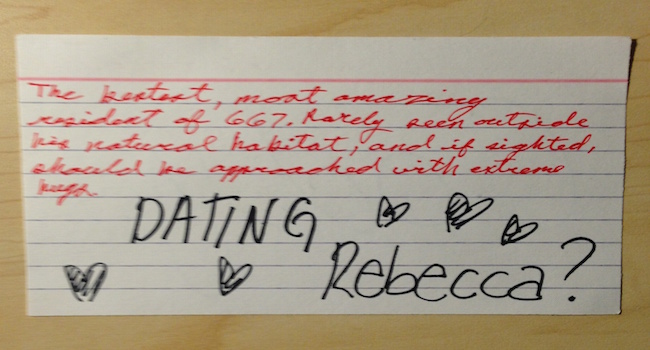 The bestest, most amazing
resident of 667. Rarely seen outside
his natural habitat, and if sighted,
should be approached with extreme
hugs.
DATING
Rebecca?